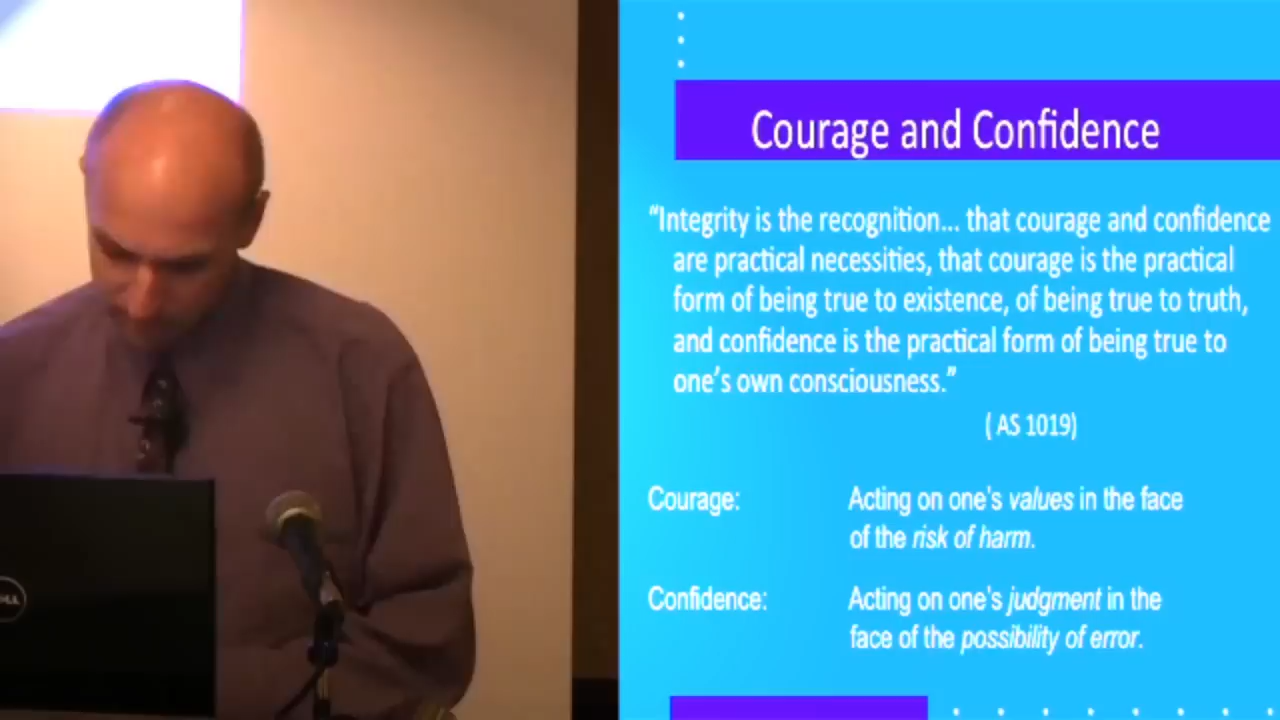 Courage and Confidence
“Integrity is the recognition... that courage and confidence
are practical necessities, that courage is the practical
form of being true to existence, of being true to truth,
and confidence is the practical form of being true to
one’s own consciousness.”
( AS 1019)
Courage: Acting on one’s values in the face
of the risk of harm.
Confidence: Acting on one’s judgment in the
face of the possibility of error.
DELL